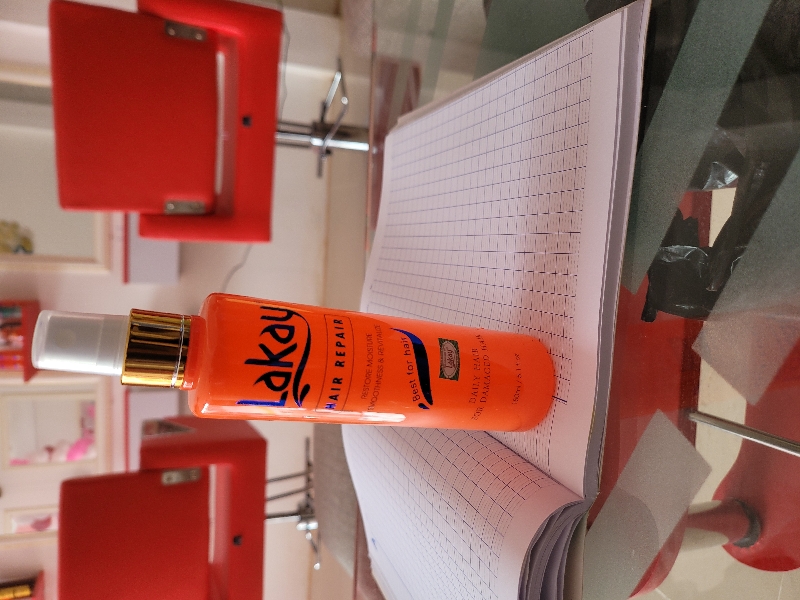 Lakay
HAIR REPAIR
RESTORE MOISTURE
SMOOTHNESS & REVITALIZE
Best for hair
Lakay
DAILY HAIR
FOR DAMAGED HAIR